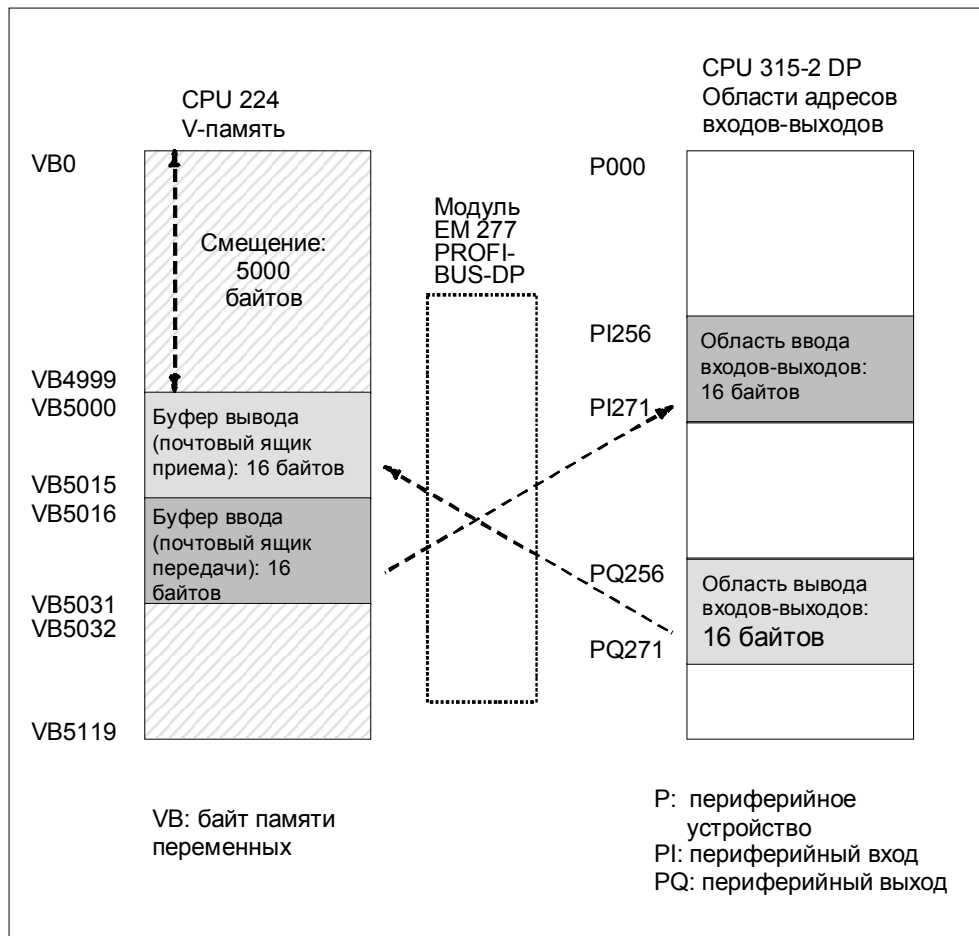 CPU 224
V-память
VB0
Смещение:
5000
байтов
VB4999
VB5000
Буфер вывода
(почтовый ящик
приема): 16 байтов
VB5015
VB5016
Буфер ввода
(почтовый ящик
передачи): 16
байтов
VB5031
VB5032
VB5119
VB: байт памяти
переменных
Модуль
EM 277
PROFI-
BUS-DP
CPU 315-2 DP
Области адресов
входов-выходов
P000
PI256
Область ввода
входов-выходов:
16 байтов
PI271
PQ256
Область вывода
входов-выходов:
16 байтов
PQ271
P: периферийное
устройство
PI: периферийный вход
PQ: периферийный выход